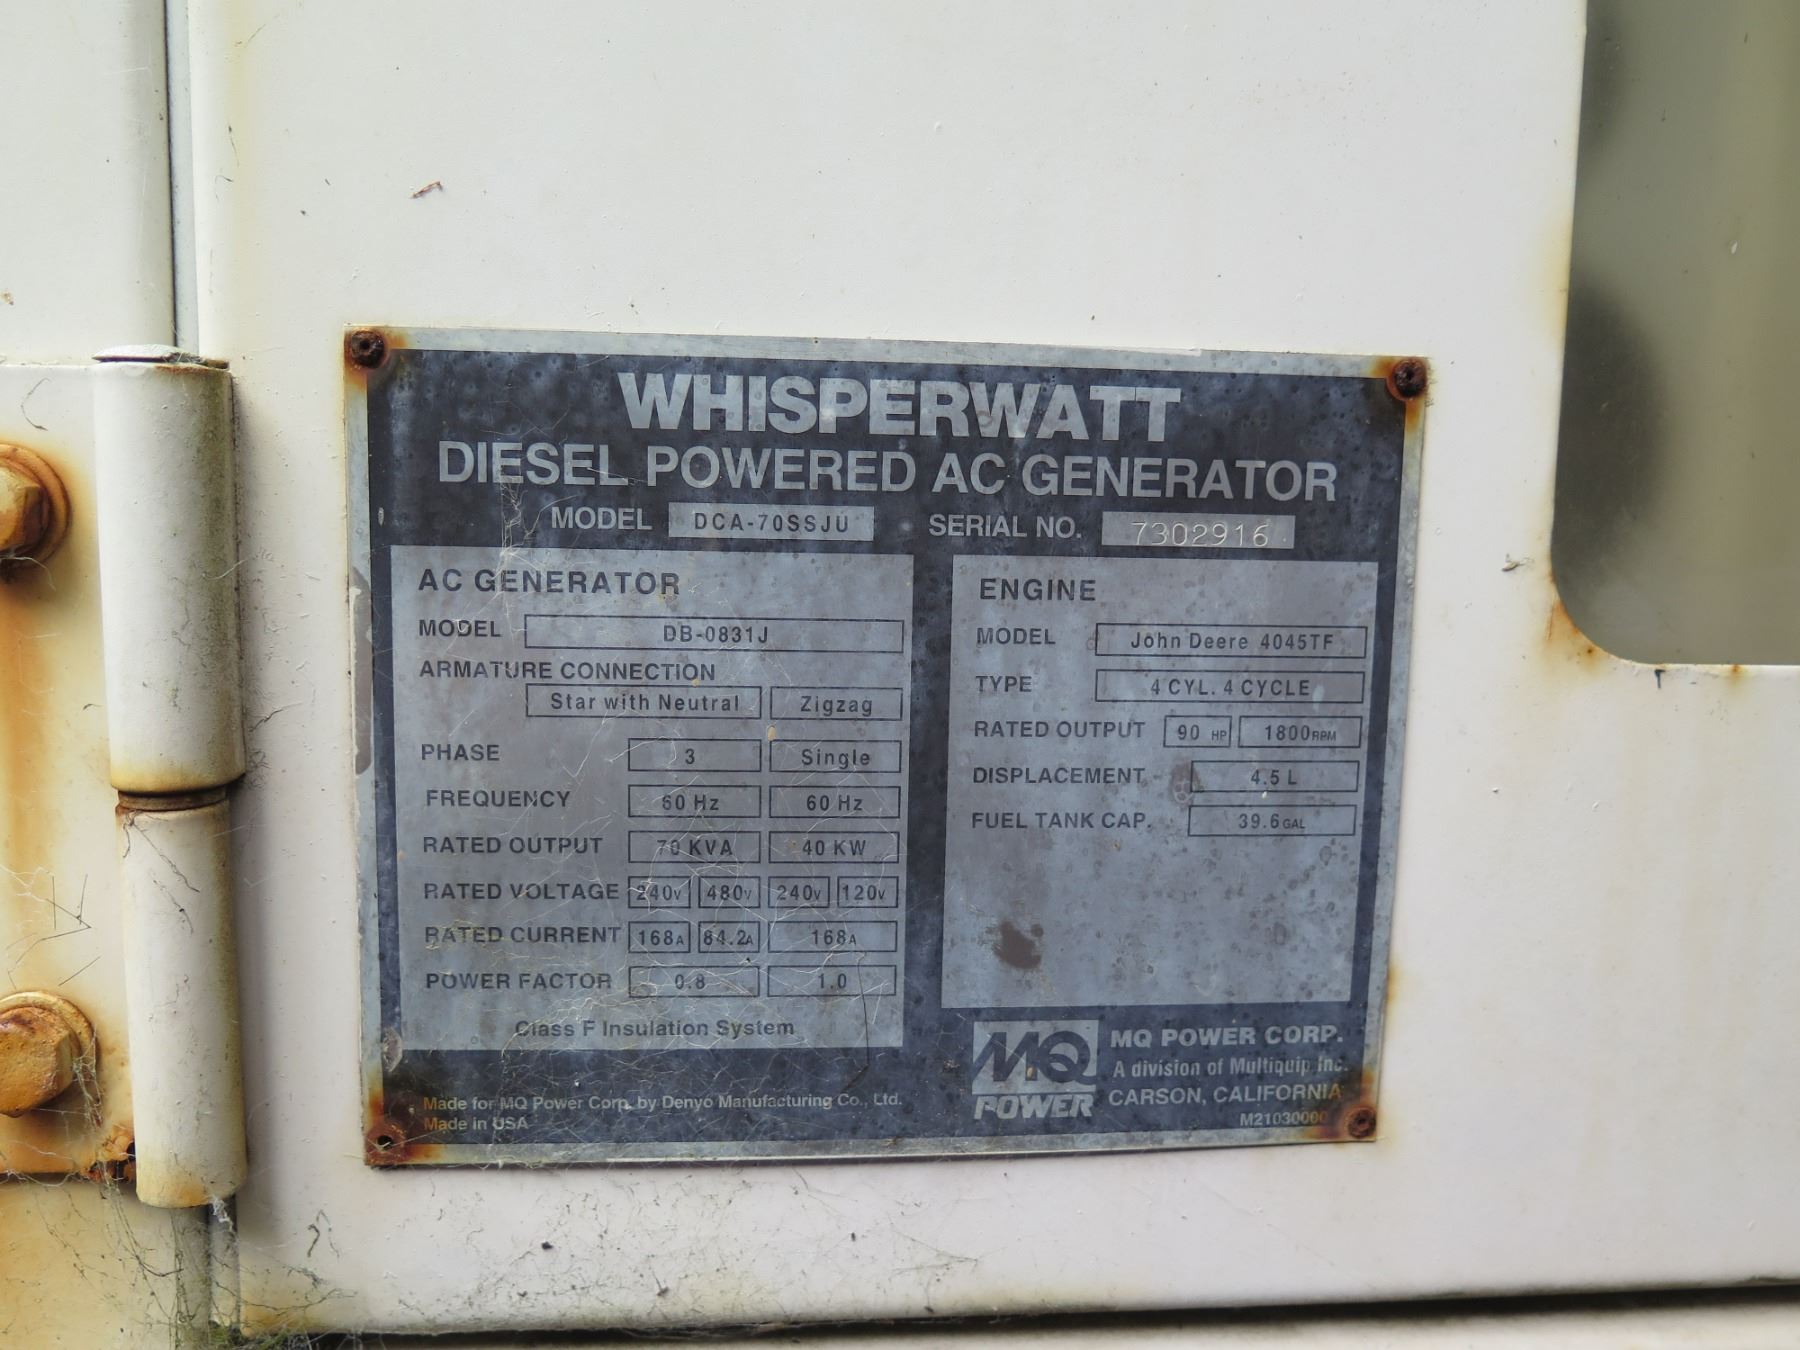 WHISPERWATT
DIESEL POWERED AC GENERATOR
MODEL DCA-70SSJU SERIAL NO. 7302916
AC GENERATOR
MODEL DB-0831J
ARMATURE CONNECTION
Star with Neutral Zigzag
PHASE 3 Single
FREQUENCY 60 Hz 60 Hz
RATED OUTPUT 70 KVA 40 KW
RATED VOLTAGE 240V 480V 240V 120V
RATED CURRENT 168A 84.2A 168A
POWER FACTOR 0.8 1.0
Class F Insulation System
ENGINE
MODEL John Deere 4045TF
TYPE 4 CYL. 4 CYCLE
RATED OUTPUT 90 HP 1800RPM
DISPLACEMENT 4.5 L
FUEL TANK CAP. 39.6GAL
Made for MQ Power Corp. by Denyo Manufacturing Co., Ltd.
Made in USA
MQ
POWER
MQ POWER CORP.
A division of Multiquip Inc.
CARSON, CALIFORNIA